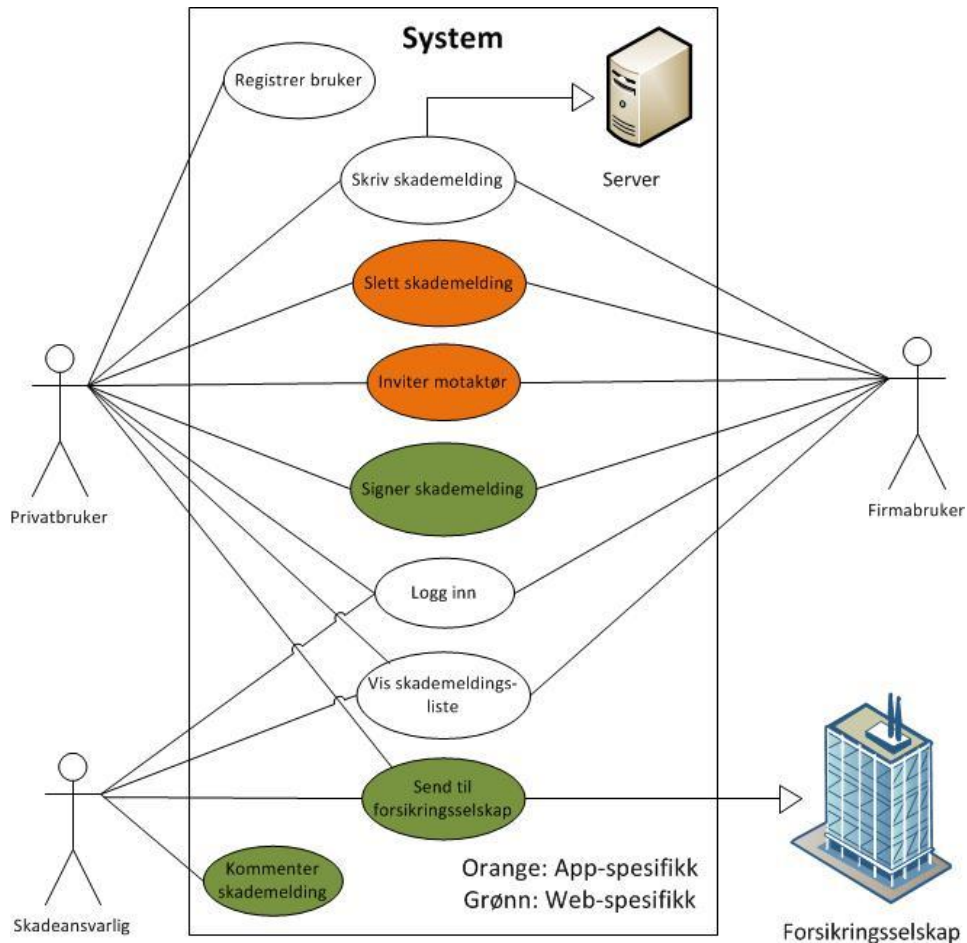 System
Registrer bruker
Skriv skademelding
Server
Slett skademelding
Inviter motaktør
Privatbruker
Signer skademelding
Firmabruker
Logg inn
Vis skademeldings-
liste
Send til
forsikringsselskap
Kommenter
skademelding
Orange: App-spesifikk
Grønn: Web-spesifikk
Skadeansvarlig
Forsikringsselskap